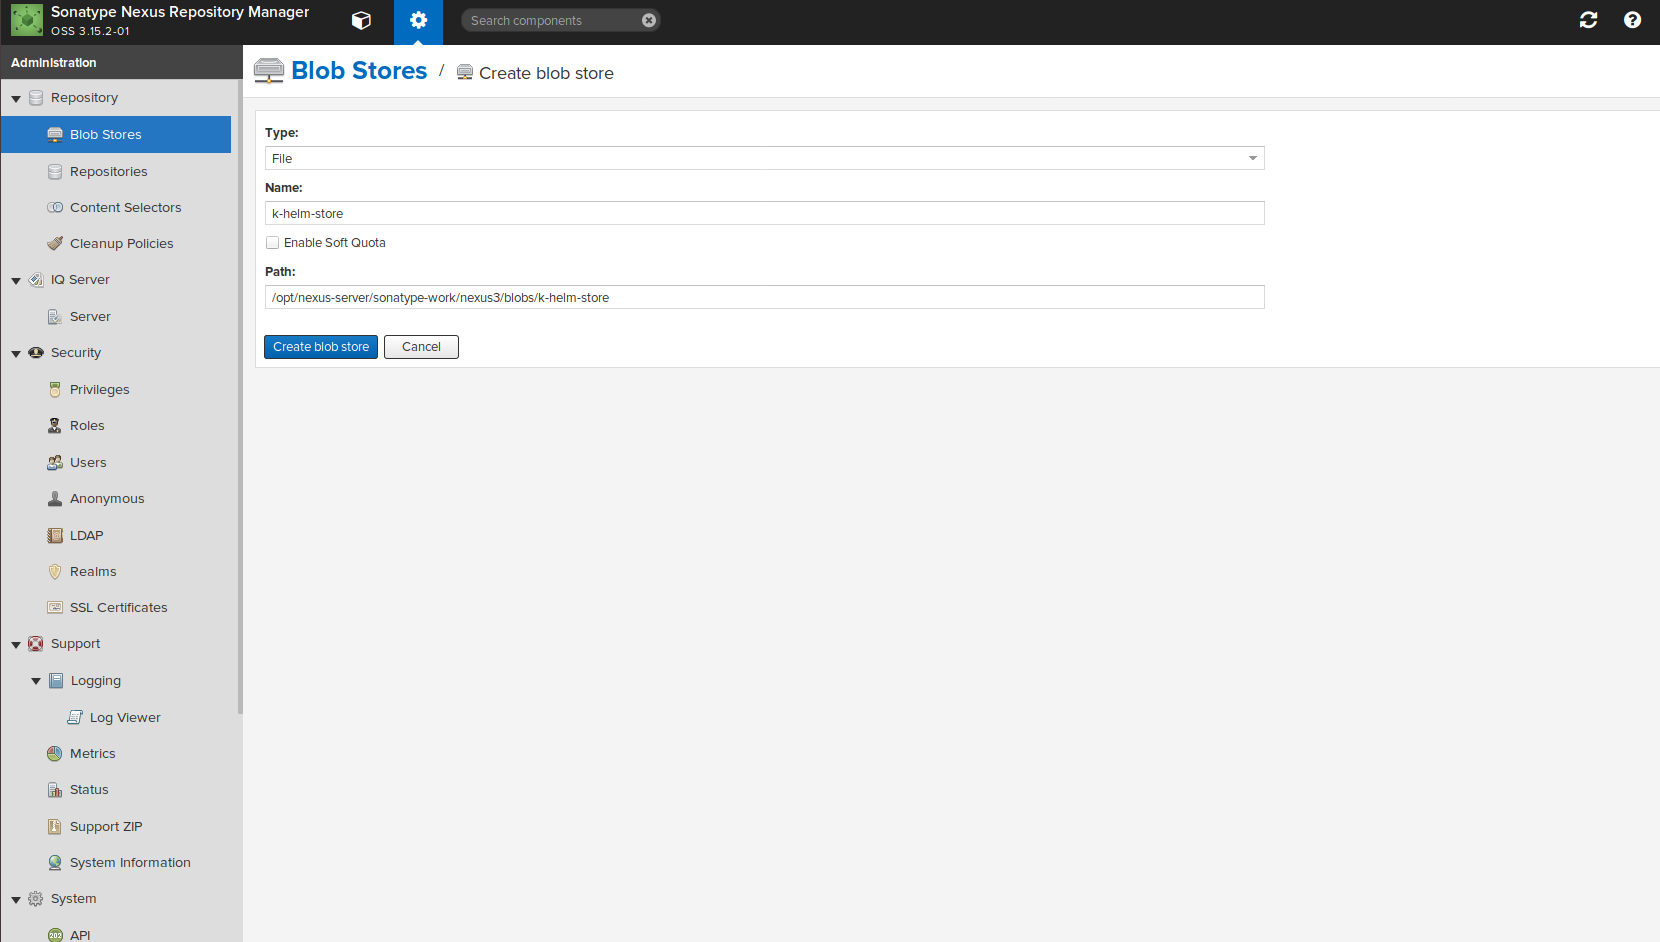 Sonatype Nexus Repository Manager
OSS 3.15.2-01
Search components
Administration
Repository
Blob Stores
Repositories
Content Selectors
Cleanup Policies
IQ Server
Server
Security
Privileges
Roles
Users
Anonymous
LDAP
Realms
SSL Certificates
Support
Logging
Log Viewer
Metrics
Status
Support ZIP
System Information
System
202
API
Blob Stores / Create blob store
Type:
File
Name:
k-helm-store
Enable Soft Quota
Path:
/opt/nexus-server/sonatype-work/nexus3/blobs/k-helm-store
Create blob store
Cancel